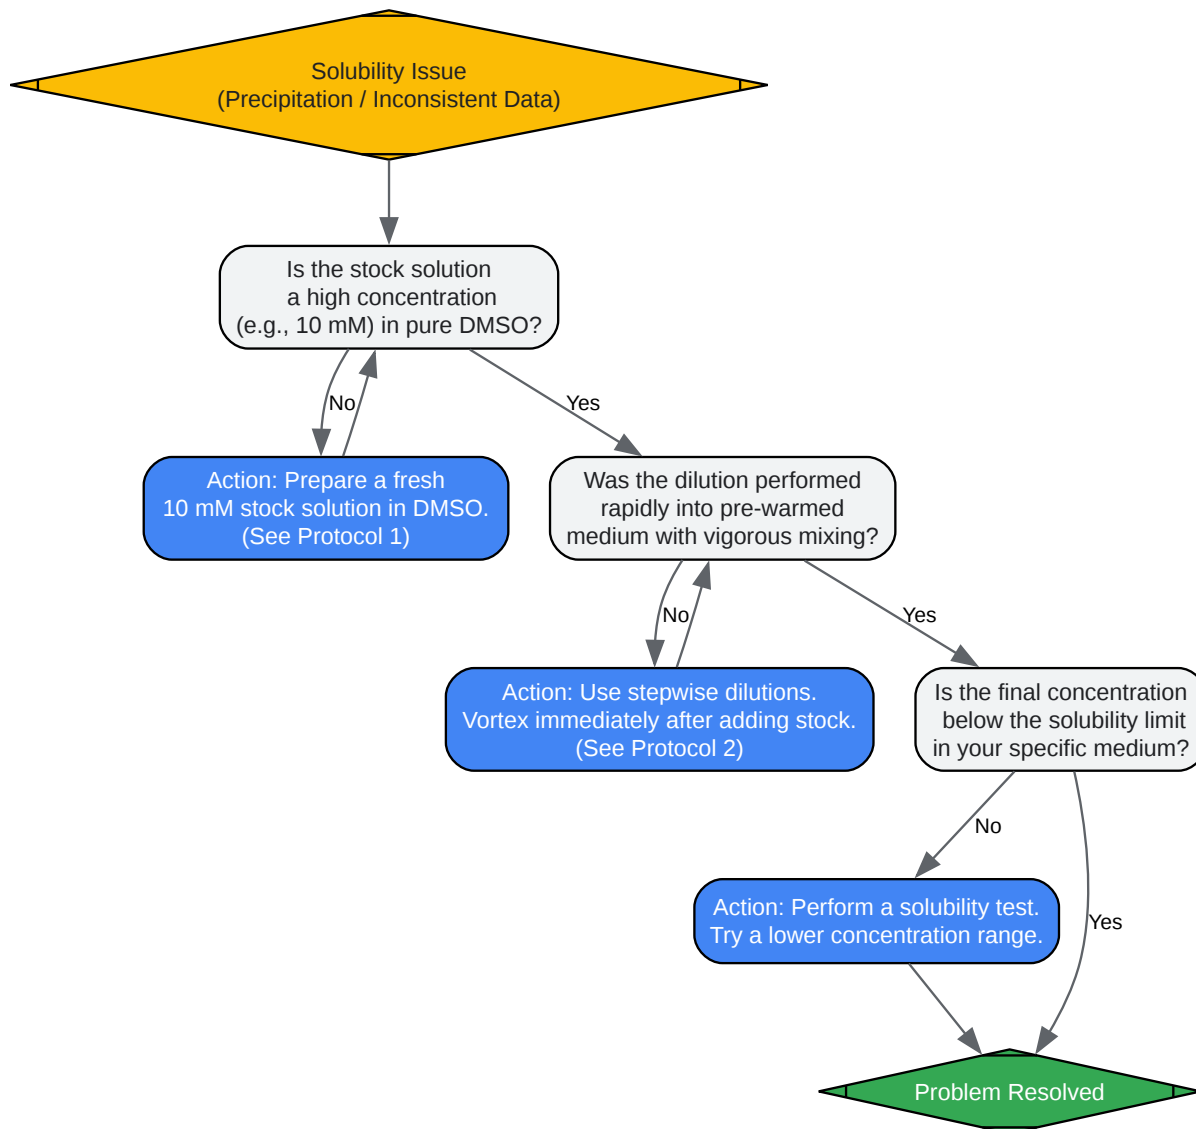 Solubility Issue
(Precipitation / Inconsistent Data)
Is the stock solution
a high concentration
(e.g., 10 mM) in pure DMSO?
No
Yes
Action: Prepare a fresh
10 mM stock solution in DMSO.
(See Protocol 1)
Was the dilution performed
rapidly into pre-warmed
medium with vigorous mixing?
No
Yes
Action: Use stepwise dilutions.
Vortex immediately after adding stock.
(See Protocol 2)
Is the final concentration
below the solubility limit
in your specific medium?
No
Yes
Action: Perform a solubility test.
Try a lower concentration range.
Problem Resolved